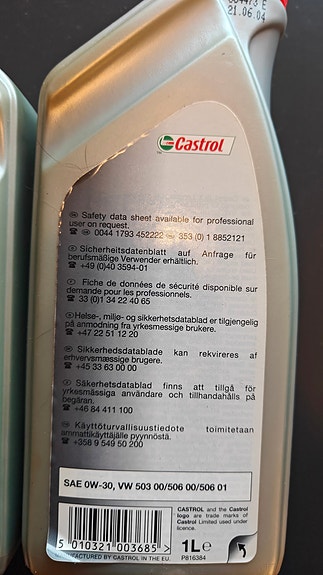 21.06.04
Castrol
Safety data sheet available for professional
user on request.
0044 1793 452222 353 (0) 1 8852121
Sicherheitsdatenblatt auf Anfrage für
berufsmäßige Verwender erhältlich.
+49 (0)40 3594-01
Fiche de données de sécurité disponible sur
demande pour les professionnels.
33 (0)1 34 22 40 65
Helse-, miljø- og sikkerhetsdatablad er tilgjengelig
på anmodning fra yrkesmessige brukere.
+47 22 51 12 20
Sikkerhedsdatablade kan rekvireres af
erhvervsmæssige brugere.
+45 33 63 00 00
Säkerhetsdatablad finns att tillgå för
yrkesmässiga användare och tillhandahålls på
begäran.
+46 84 411 100
Käyttöturvallisuustiedote toimitetaan
ammattikäyttäjälle pyynnöstä.
+358 9 549 50 200
SAE 0W-30, VW 503 00/506 00/506 01
CASTROL and the Castrol
logo are trade marks of
Castrol Limited used under
licence.
5 010321 003685 >
1L e
P816384
MANUFACTURED BY CASTROL IN THE E.U.